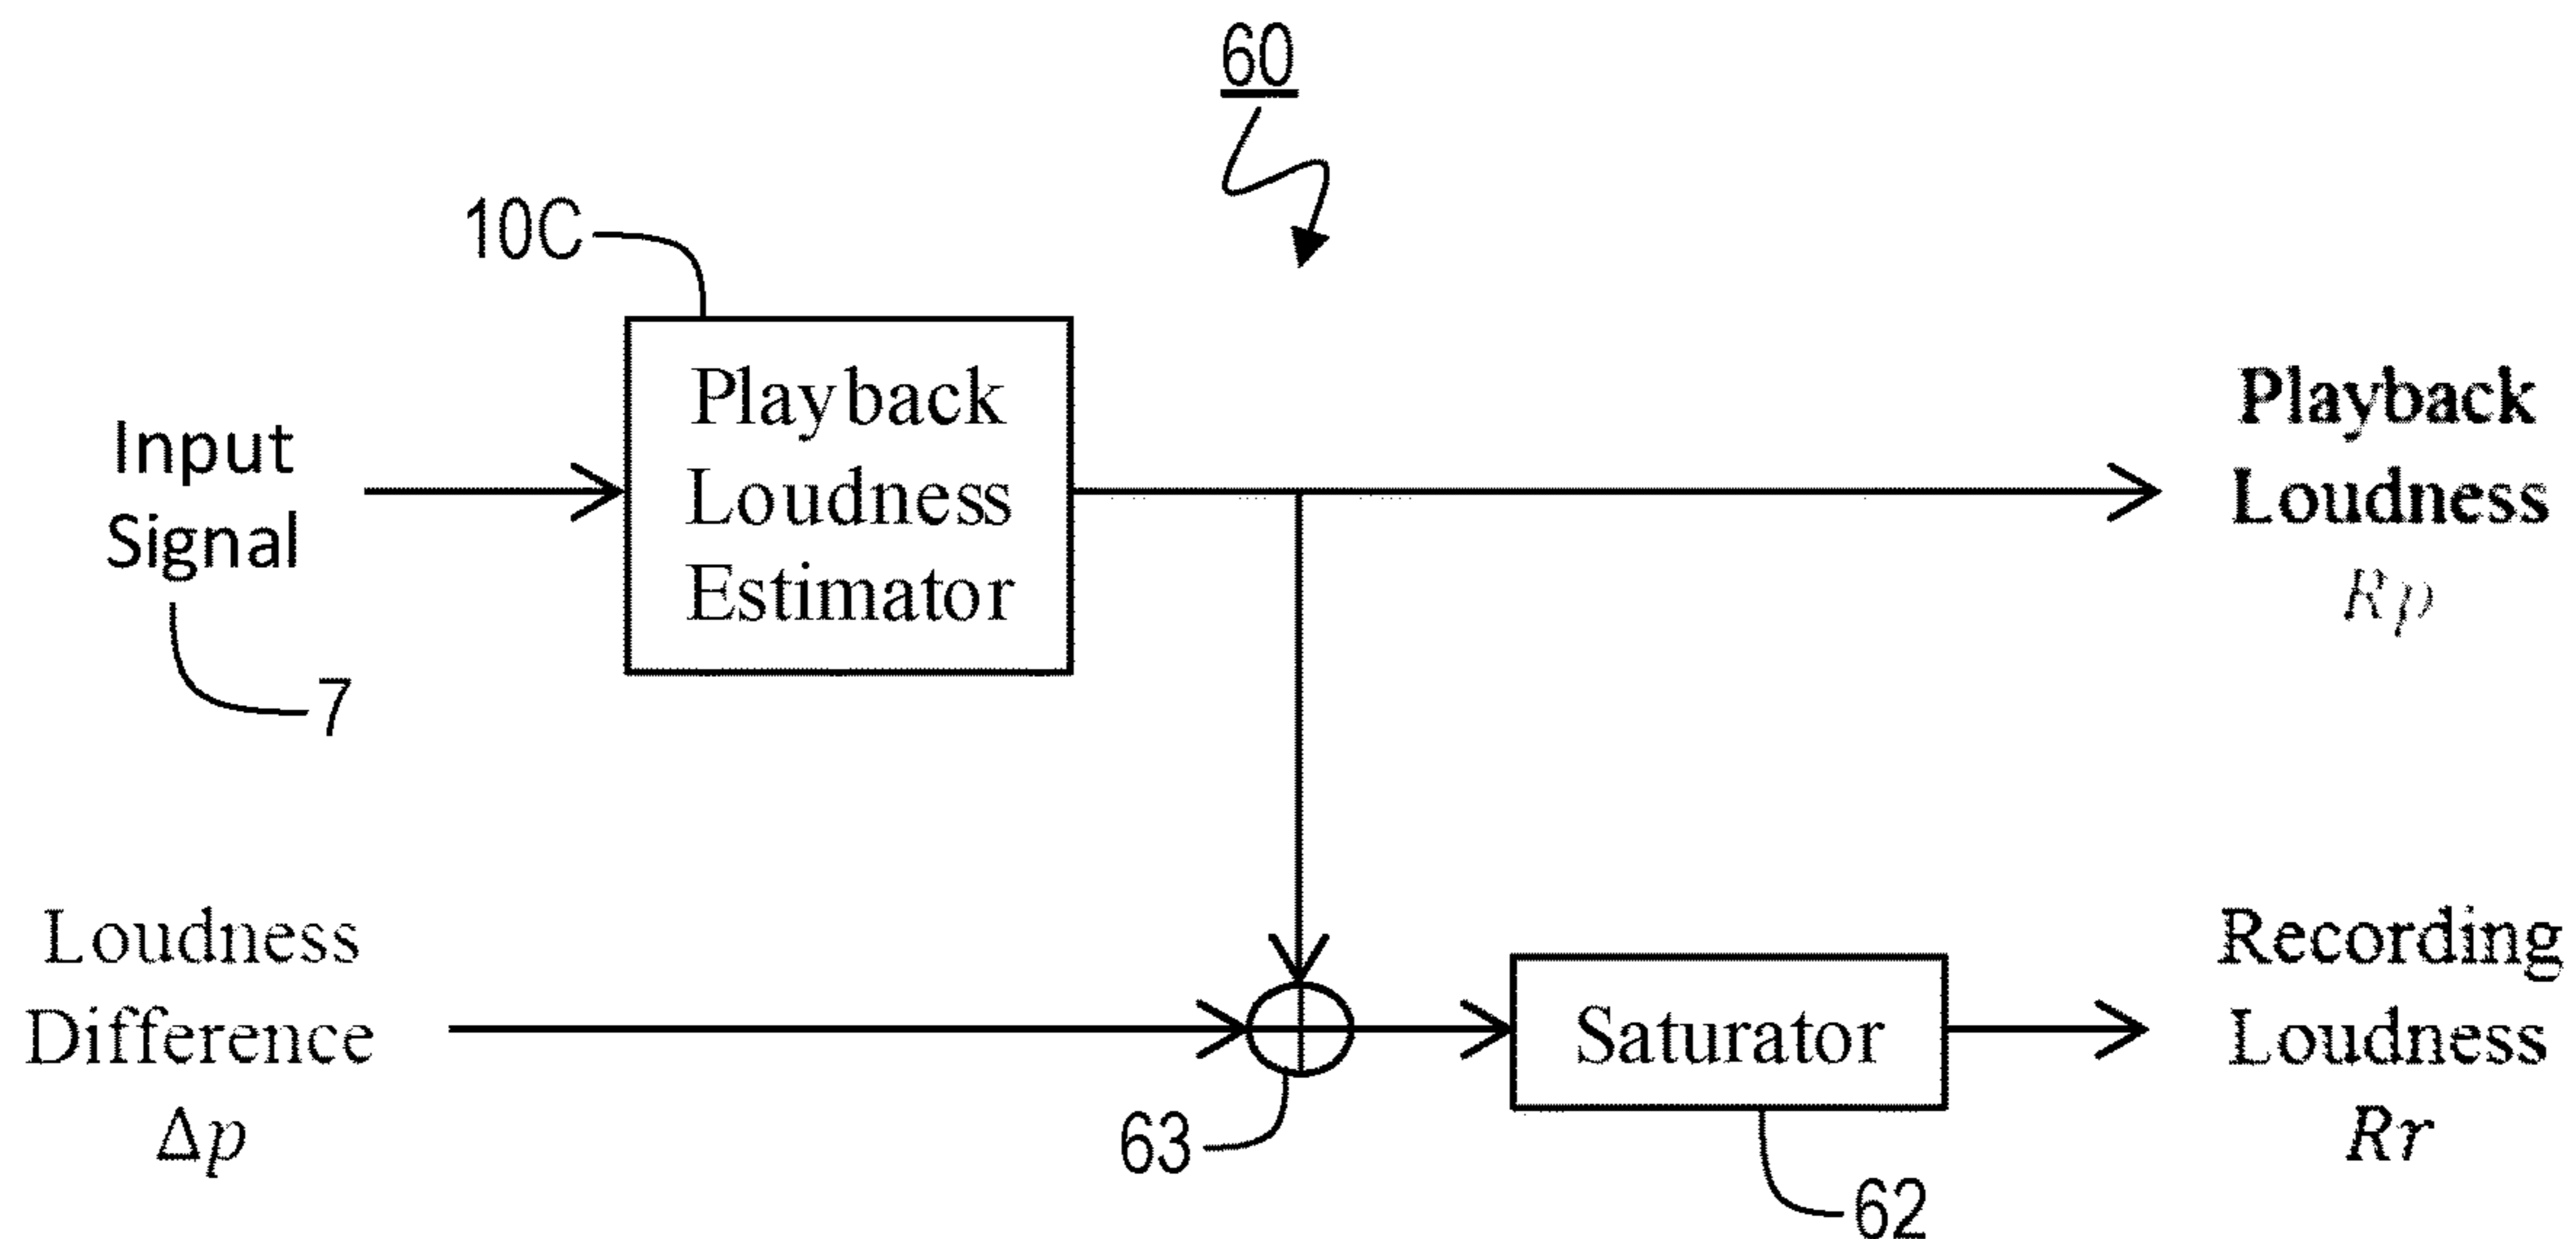 60
10C
Input
Signal
7
Playback
Loudness
Estimator
Playback
Loudness
Rp
Loudness
Difference
Δp
63
Saturator
62
Recording
Loudness
Rr